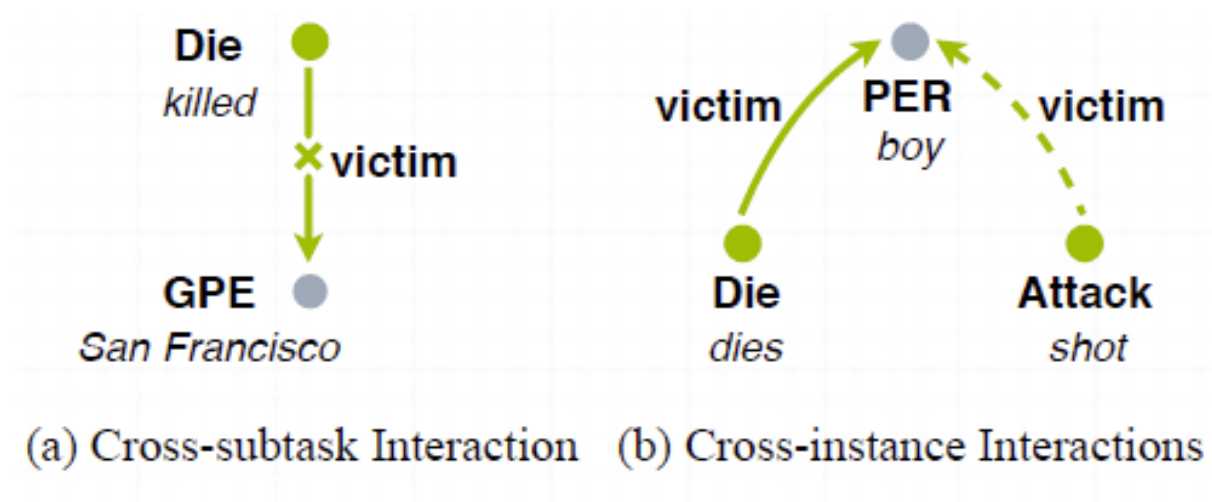 Die
killed
victim
GPE
San Francisco
(a) Cross-subtask Interaction
victim
PER
boy
victim
Die
dies
Attack
shot
(b) Cross-instance Interactions